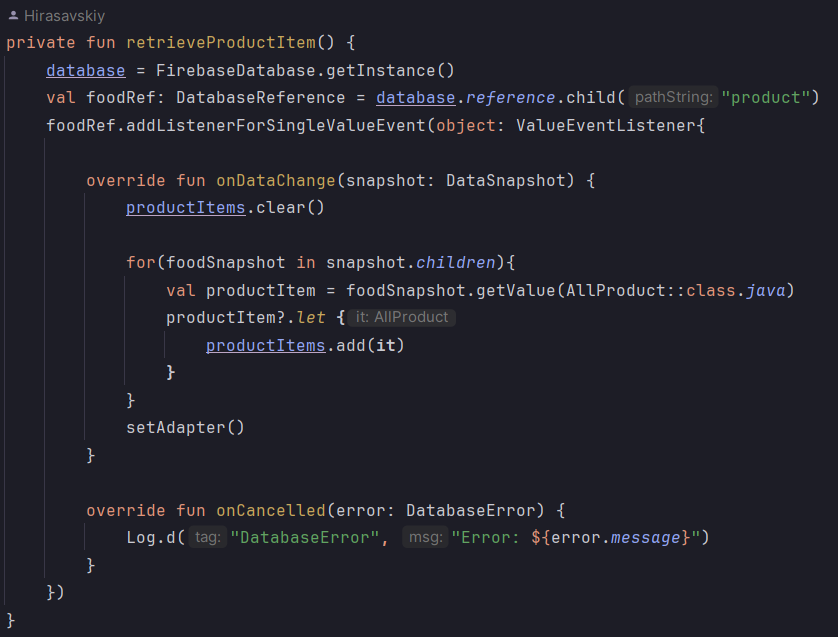 Hirasavskiy
private fun retrieveProductItem() {
    database = FirebaseDatabase.getInstance()
    val foodRef: DatabaseReference = database.reference.child( pathString: "product")
    foodRef.addListenerForSingleValueEvent(object: ValueEventListener{
        override fun onDataChange(snapshot: DataSnapshot) {
            productItems.clear()
            for(foodSnapshot in snapshot.children){
                val productItem = foodSnapshot.getValue(AllProduct::class.java)
                productItem?.let { it: AllProduct
                    productItems.add(it)
                }
            }
            setAdapter()
        }
        override fun onCancelled(error: DatabaseError) {
            Log.d( tag: "DatabaseError", msg: "Error: ${error.message}")
        }
    })
}